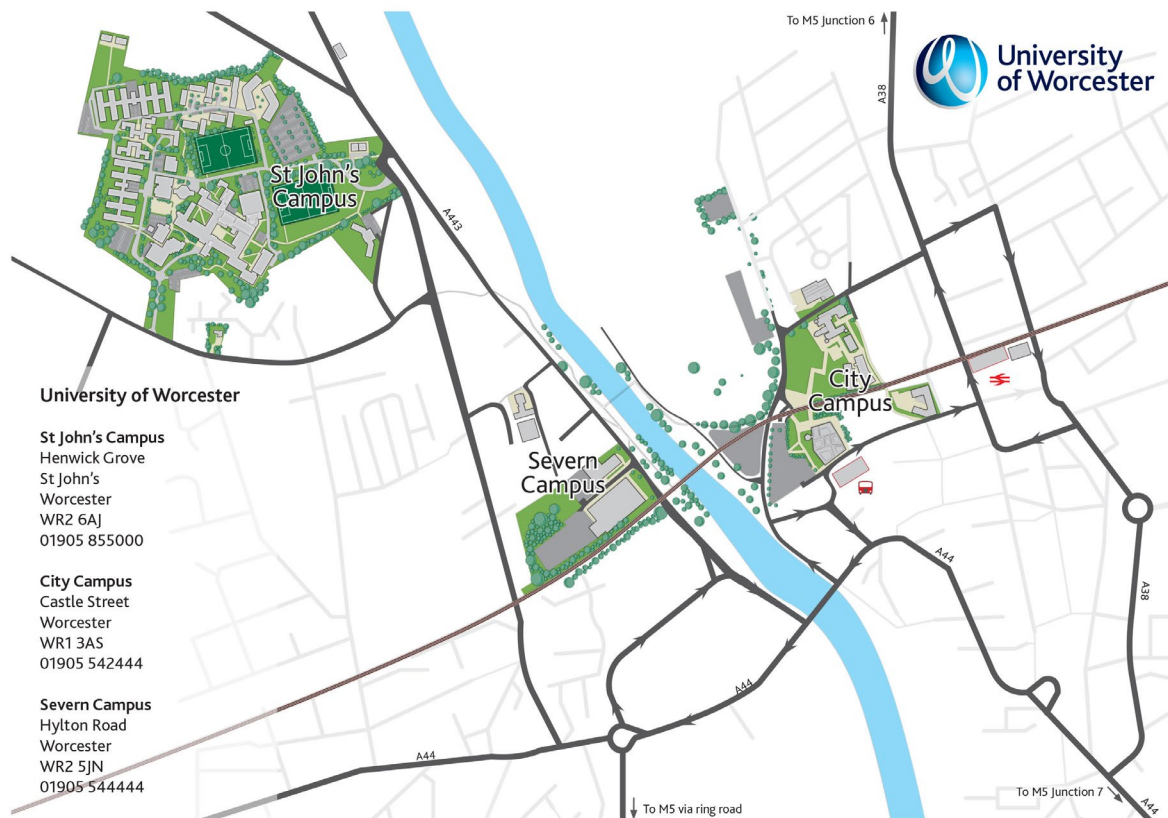 To M5 Junction 6
University
of Worcester
A38
St John's
Campus
A443
City
Campus
Severn
Campus
University of Worcester
St John's Campus
Henwick Grove
St John's
Worcester
WR2 6AJ
01905 855000
City Campus
Castle Street
Worcester
WR1 3AS
01905 542444
Severn Campus
Hylton Road
Worcester
WR2 5JN
01905 544444
A44
A38
A44
A44
To M5 via ring road
To M5 Junction 7
A44